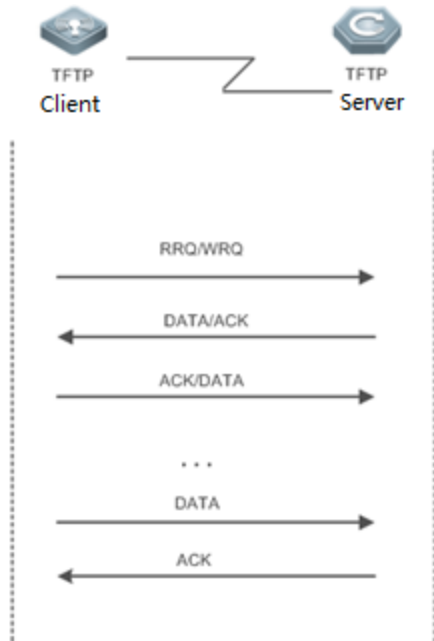 TFTP
Client
TFTP
Server
RRQ/WRQ
DATA/ACK
ACK/DATA
...
DATA
ACK